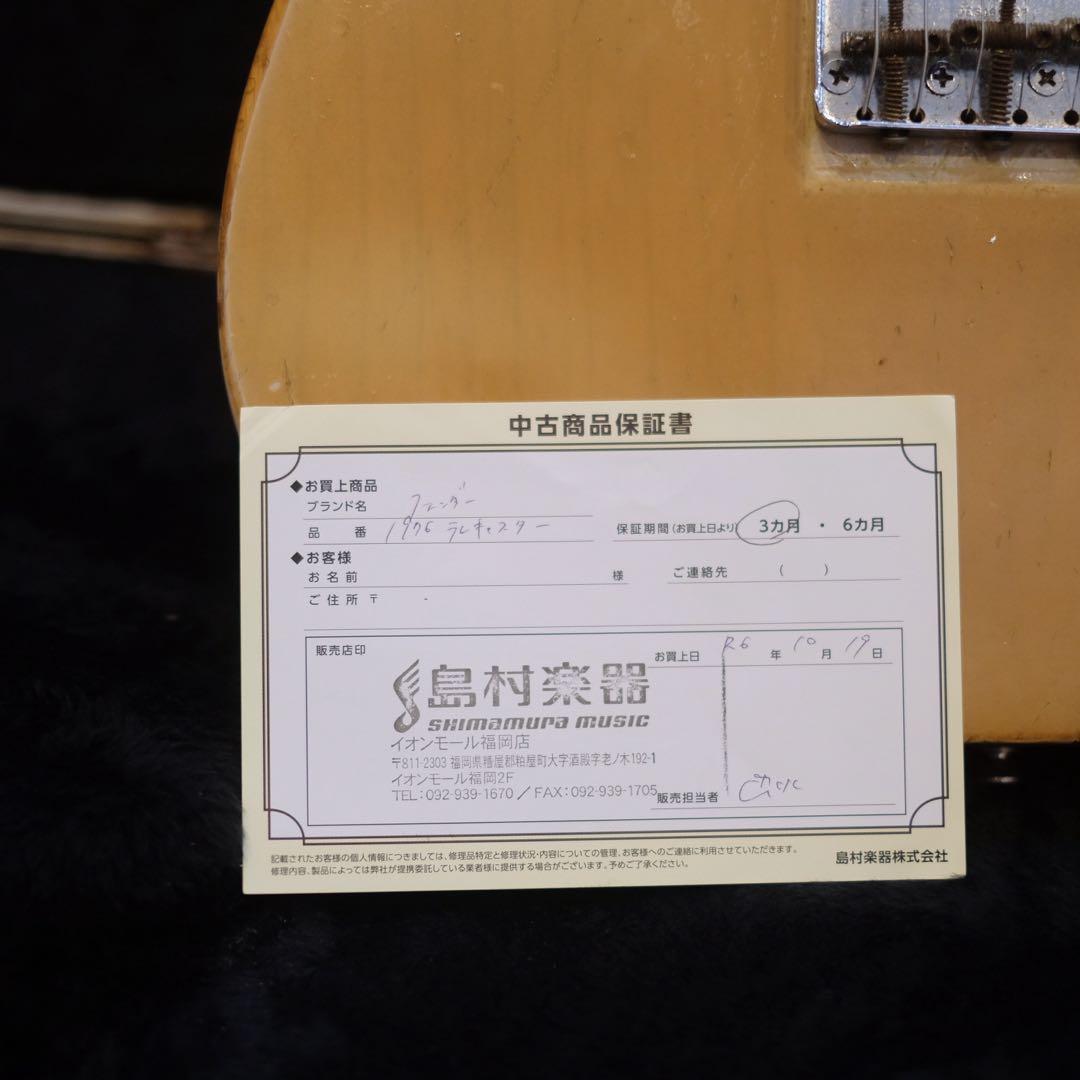 中古商品保証書
◆お買上商品
ブランド名 フェンダー
品 番 1976 テレキャスター
保証期間(お買上日より) 3カ月 ・ 6カ月
◆お客様
お名前 様 ご連絡先 ( )
ご住所 〒 -
販売店印
お買上日 R6 年 10 月 19 日
島村楽器
SHIMAMURA MUSIC
イオンモール福岡店
〒811-2303 福岡県糟屋郡粕屋町大字酒殿字老ノ木192-1
イオンモール福岡2F
TEL:092-939-1670/FAX:092-939-1705
販売担当者
記載されたお客様の個人情報につきましては、修理品特定と修理状況・内容についての管理、お客様へのご連絡に利用させていただきます。
修理内容、製品によっては弊社が提携委託している業者様に提供する場合がございます。予めご了承ください。
島村楽器株式会社